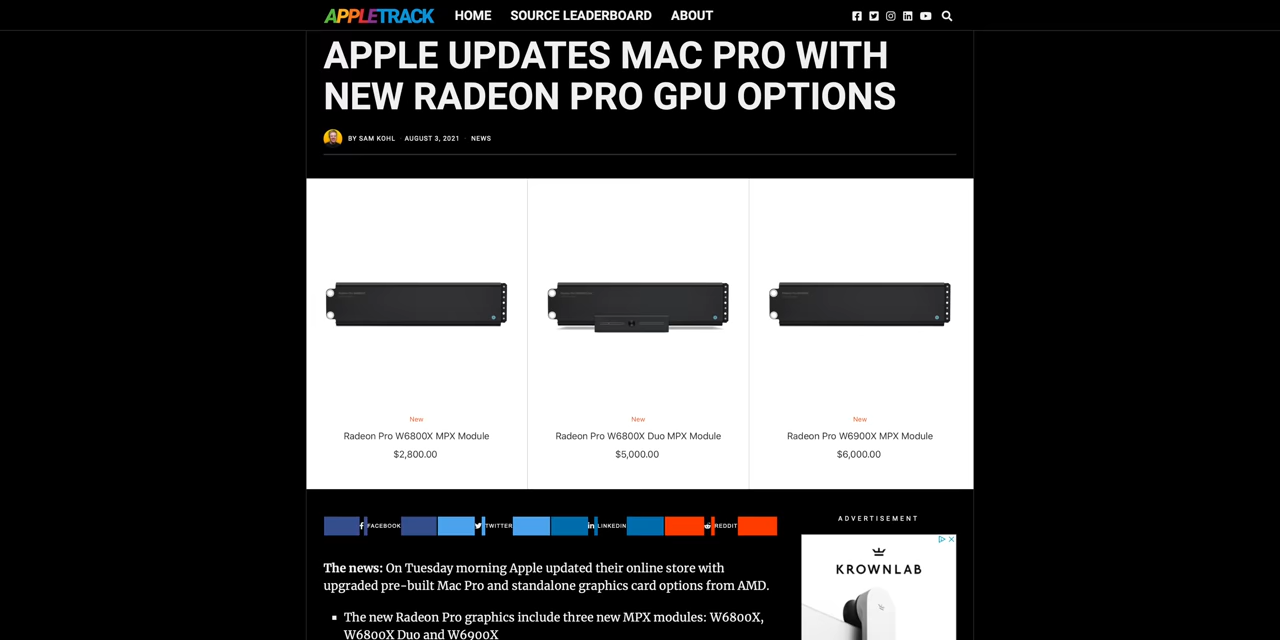 APPLETRACK HOME SOURCE LEADERBOARD ABOUT
APPLE UPDATES MAC PRO WITH
NEW RADEON PRO GPU OPTIONS
BY SAM KOHL · AUGUST 3, 2021 · NEWS
New
Radeon Pro W6800X MPX Module
$2,800.00
New
Radeon Pro W6800X Duo MPX Module
$5,000.00
New
Radeon Pro W6900X MPX Module
$6,000.00
FACEBOOK TWITTER LINKEDIN REDDIT
The news: On Tuesday morning Apple updated their online store with
upgraded pre-built Mac Pro and standalone graphics card options from AMD.
▪ The new Radeon Pro graphics include three new MPX modules: W6800X,
W6800X Duo and W6900X
ADVERTISEMENT
KROWNLAB